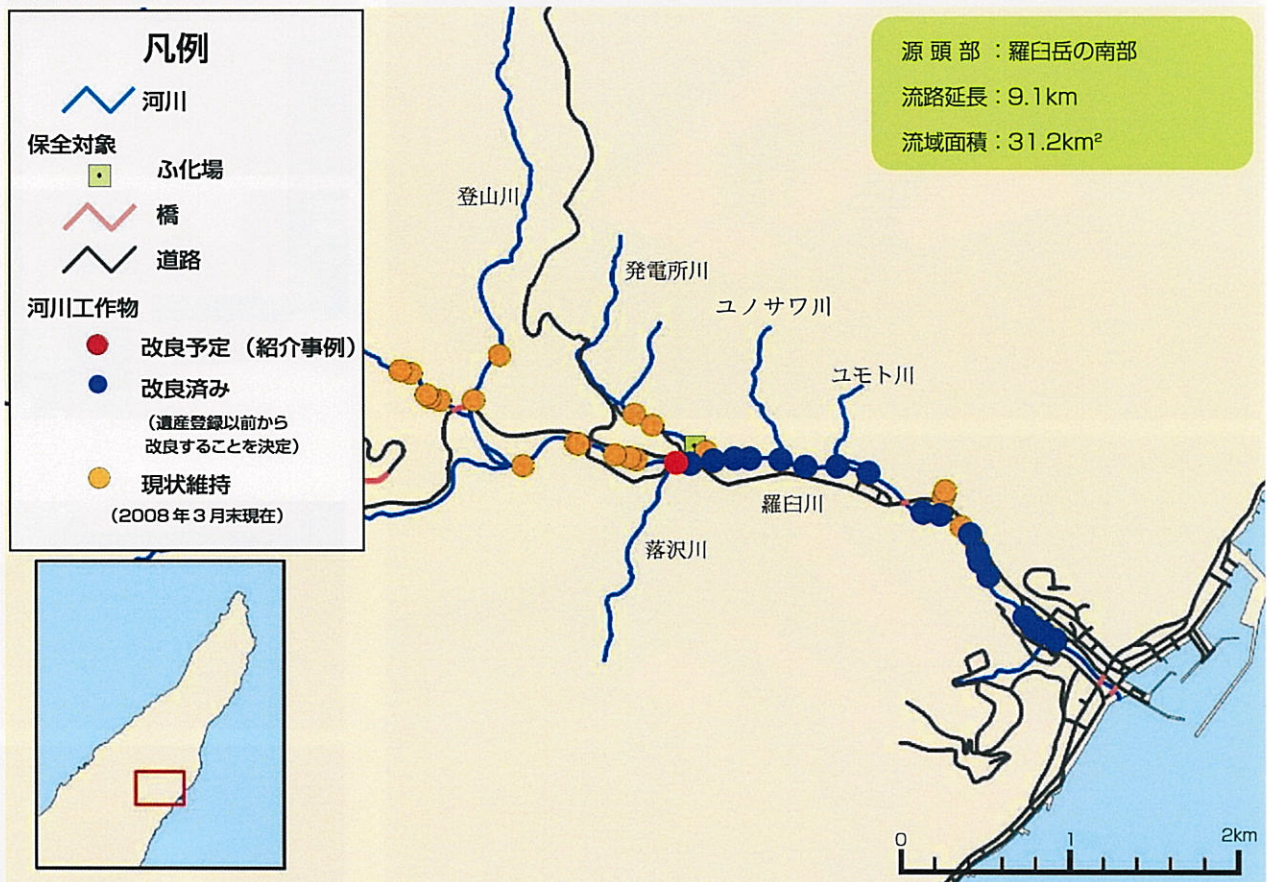 凡例
河川
保全対象
ふ化場
橋
道路
河川工作物
改良予定（紹介事例）
改良済み
（遺産登録以前から
改良することを決定）
現状維持
（2008年3月末現在）
源頭部：羅臼岳の南部
流路延長：9.1km
流域面積：31.2km²
登山川
発電所川
ユノサワ川
ユモト川
羅臼川
落沢川
0 1 2km